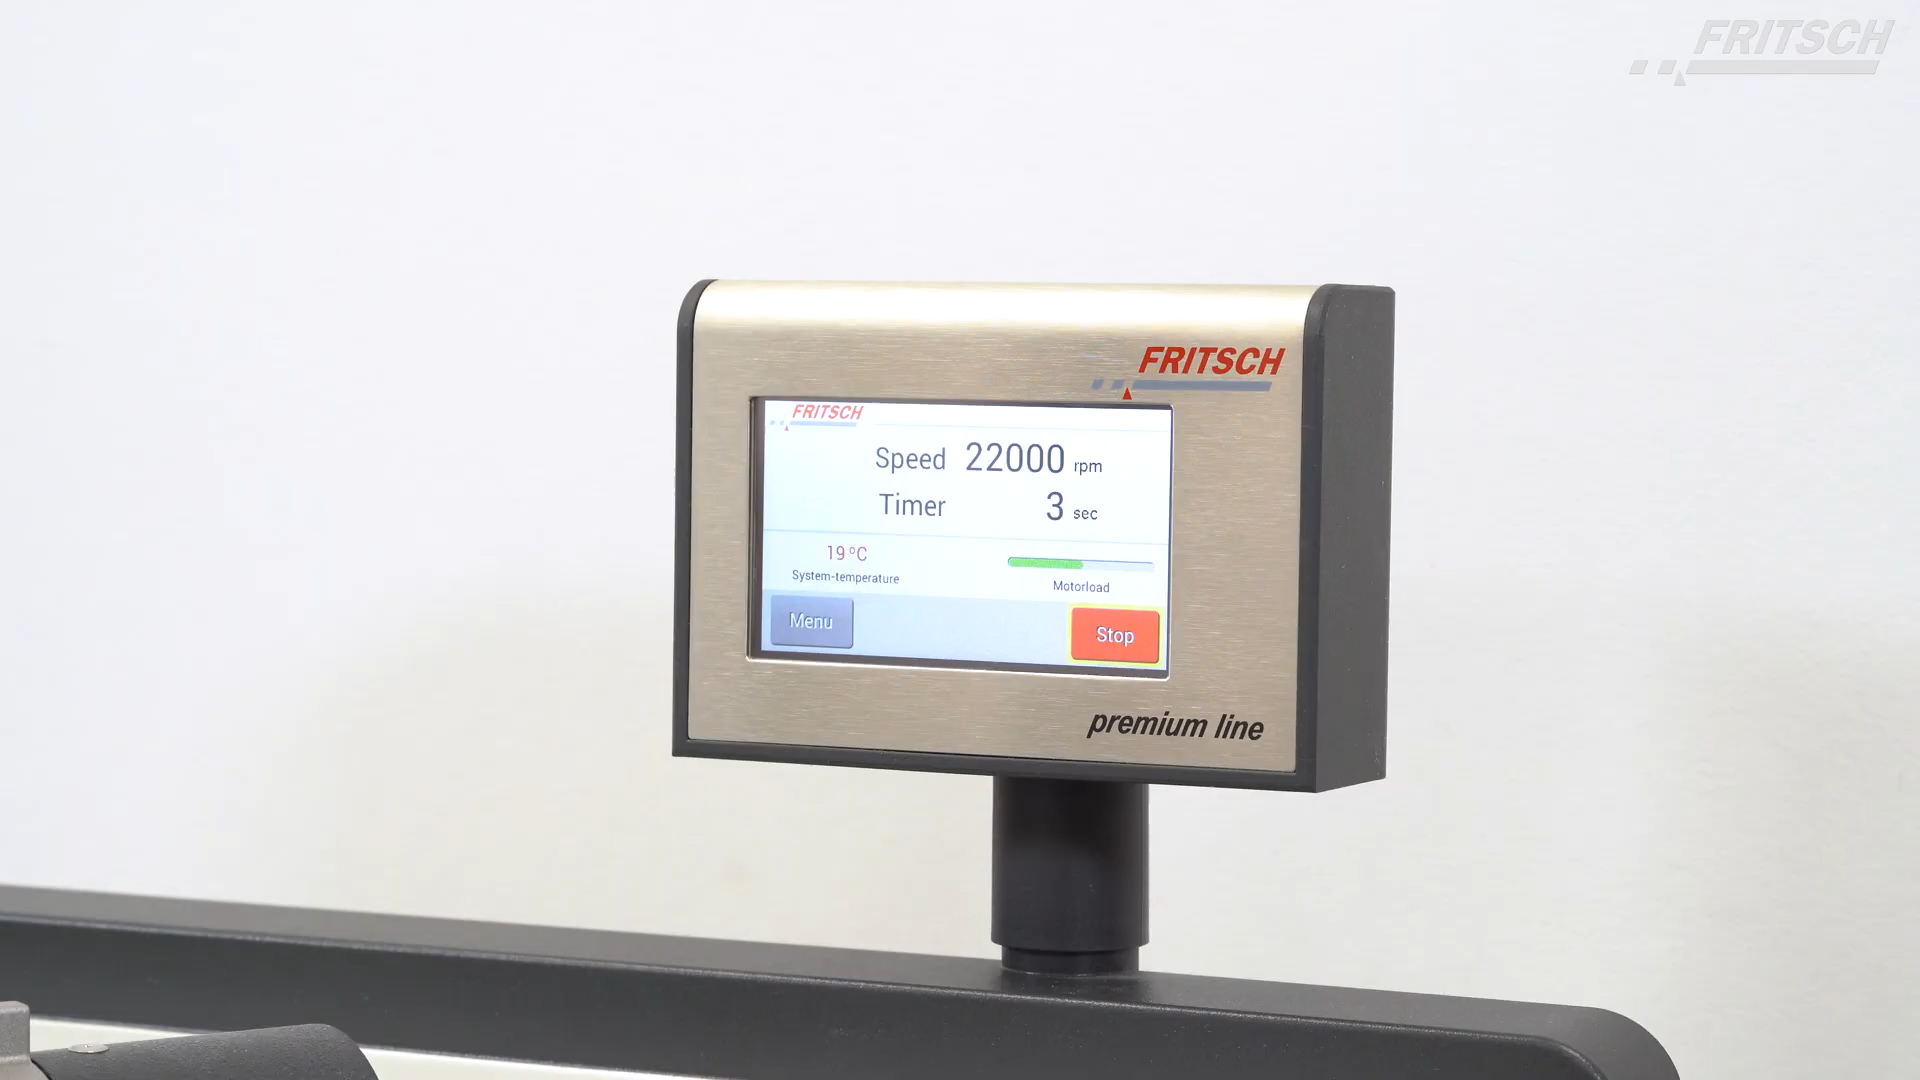 FRITSCH
FRITSCH
FRITSCH
Speed 22000 rpm
Timer 3 sec
19 °C
System-temperature
Motorload
Menu
Stop
premium line